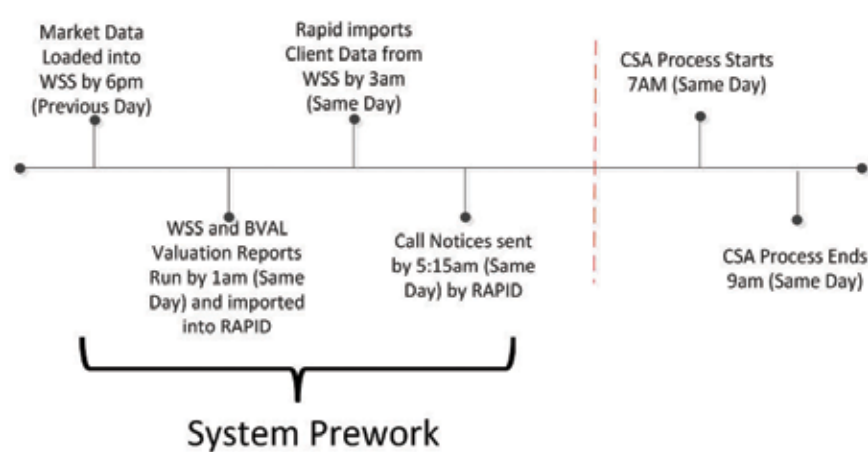 Market Data
Loaded into
WSS by 6pm
(Previous Day)
Rapid imports
Client Data from
WSS by 3am
(Same Day)
CSA Process Starts
7AM (Same Day)
WSS and BVAL
Valuation Reports
Run by 1am (Same
Day) and imported
into RAPID
Call Notices sent
by 5:15am (Same
Day) by RAPID
CSA Process Ends
9am (Same Day)
System Prework